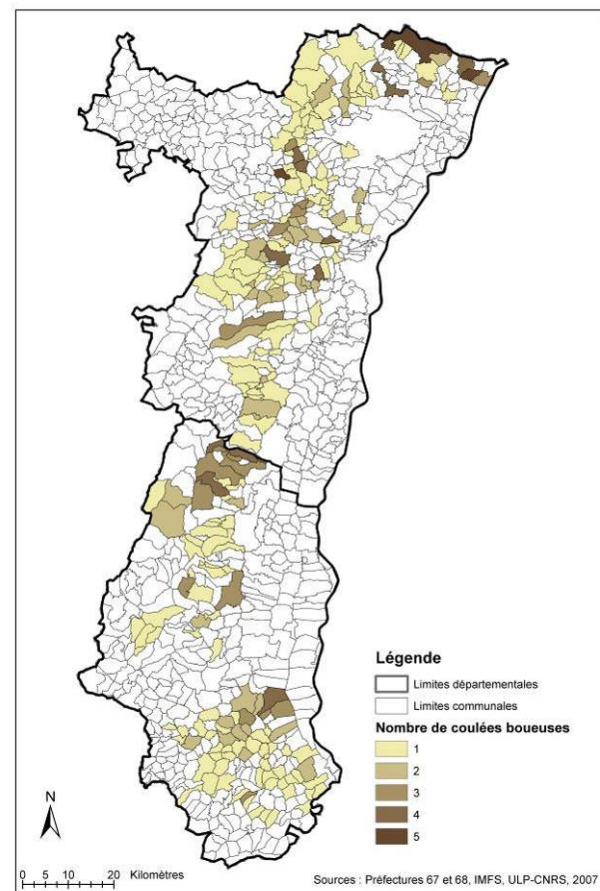 Légende
Limites départementales
Limites communales
Nombre de coulées boueuses
1
2
3
4
5
N
0 5 10 20 Kilomètres
Sources : Préfectures 67 et 68, IMFS, ULP-CNRS, 2007